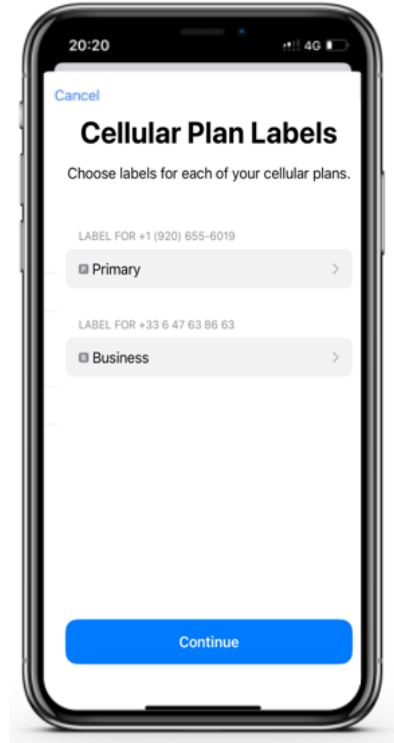 20:20
4G
Cancel
Cellular Plan Labels
Choose labels for each of your cellular plans.
LABEL FOR +1 (920) 655-6019
P Primary
LABEL FOR +33 6 47 63 86 63
B Business
Continue